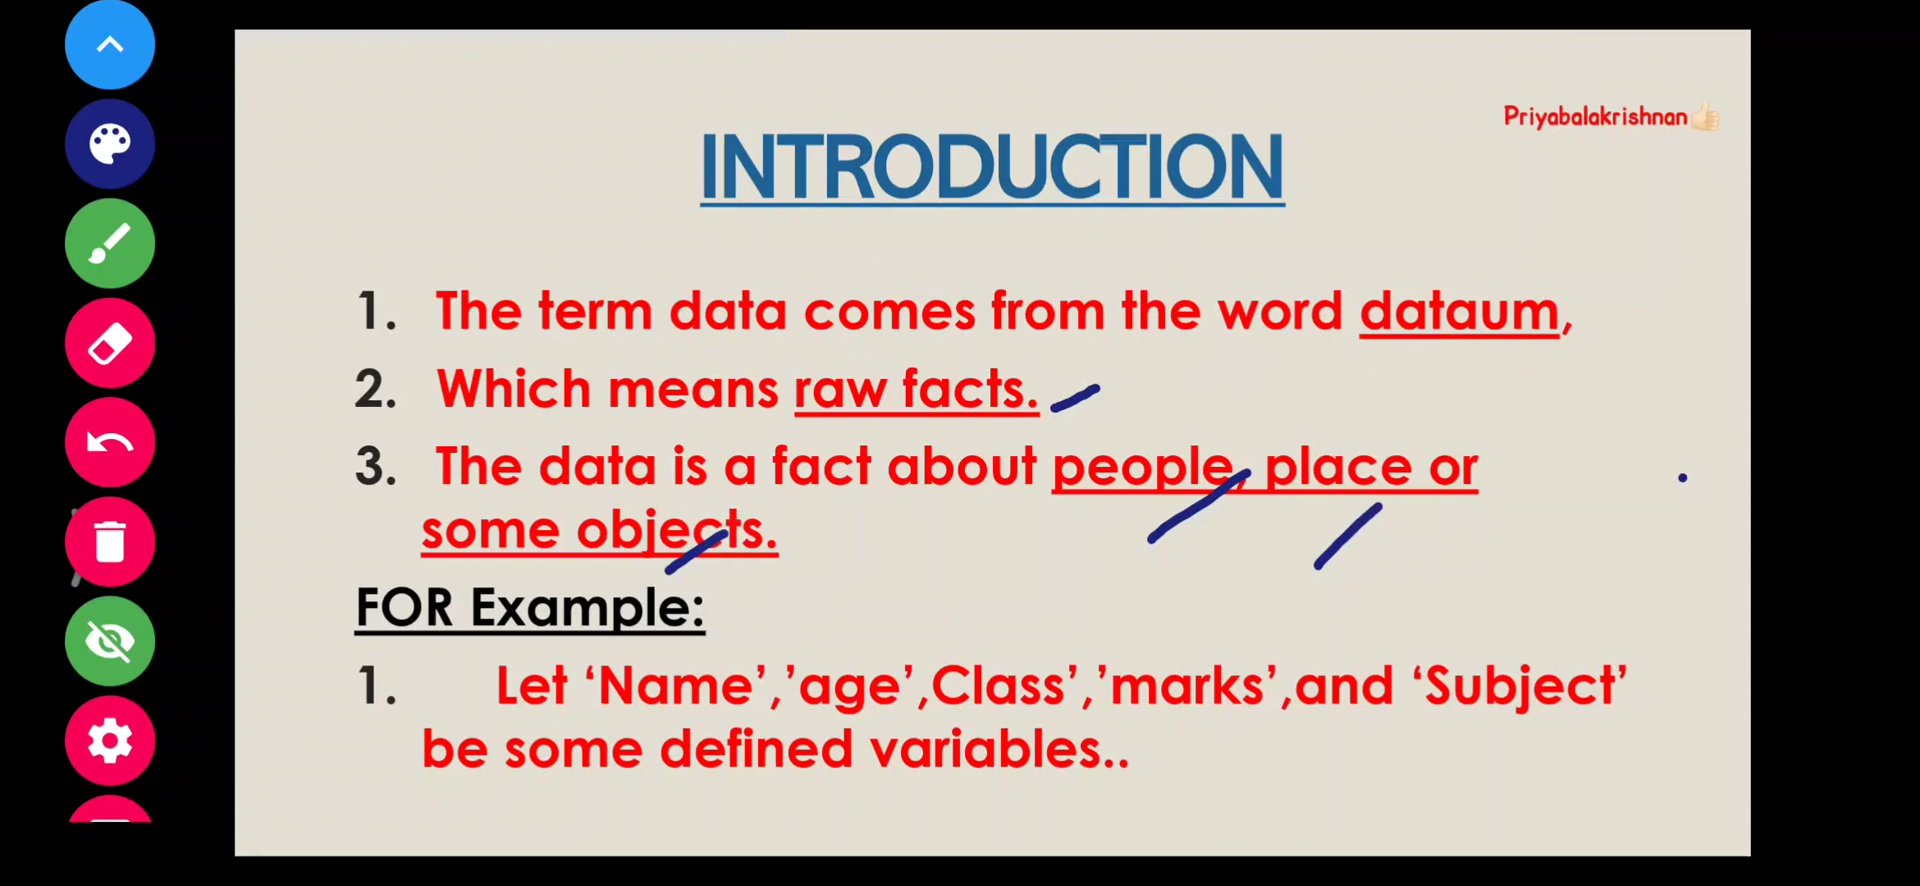 Priyabalakrishnan👍🏻
INTRODUCTION
1. The term data comes from the word dataum,
2. Which means raw facts.
3. The data is a fact about people, place or
some objects.
FOR Example:
1. Let ‘Name’,’age’,Class’,’marks’,and ‘Subject’
be some defined variables..